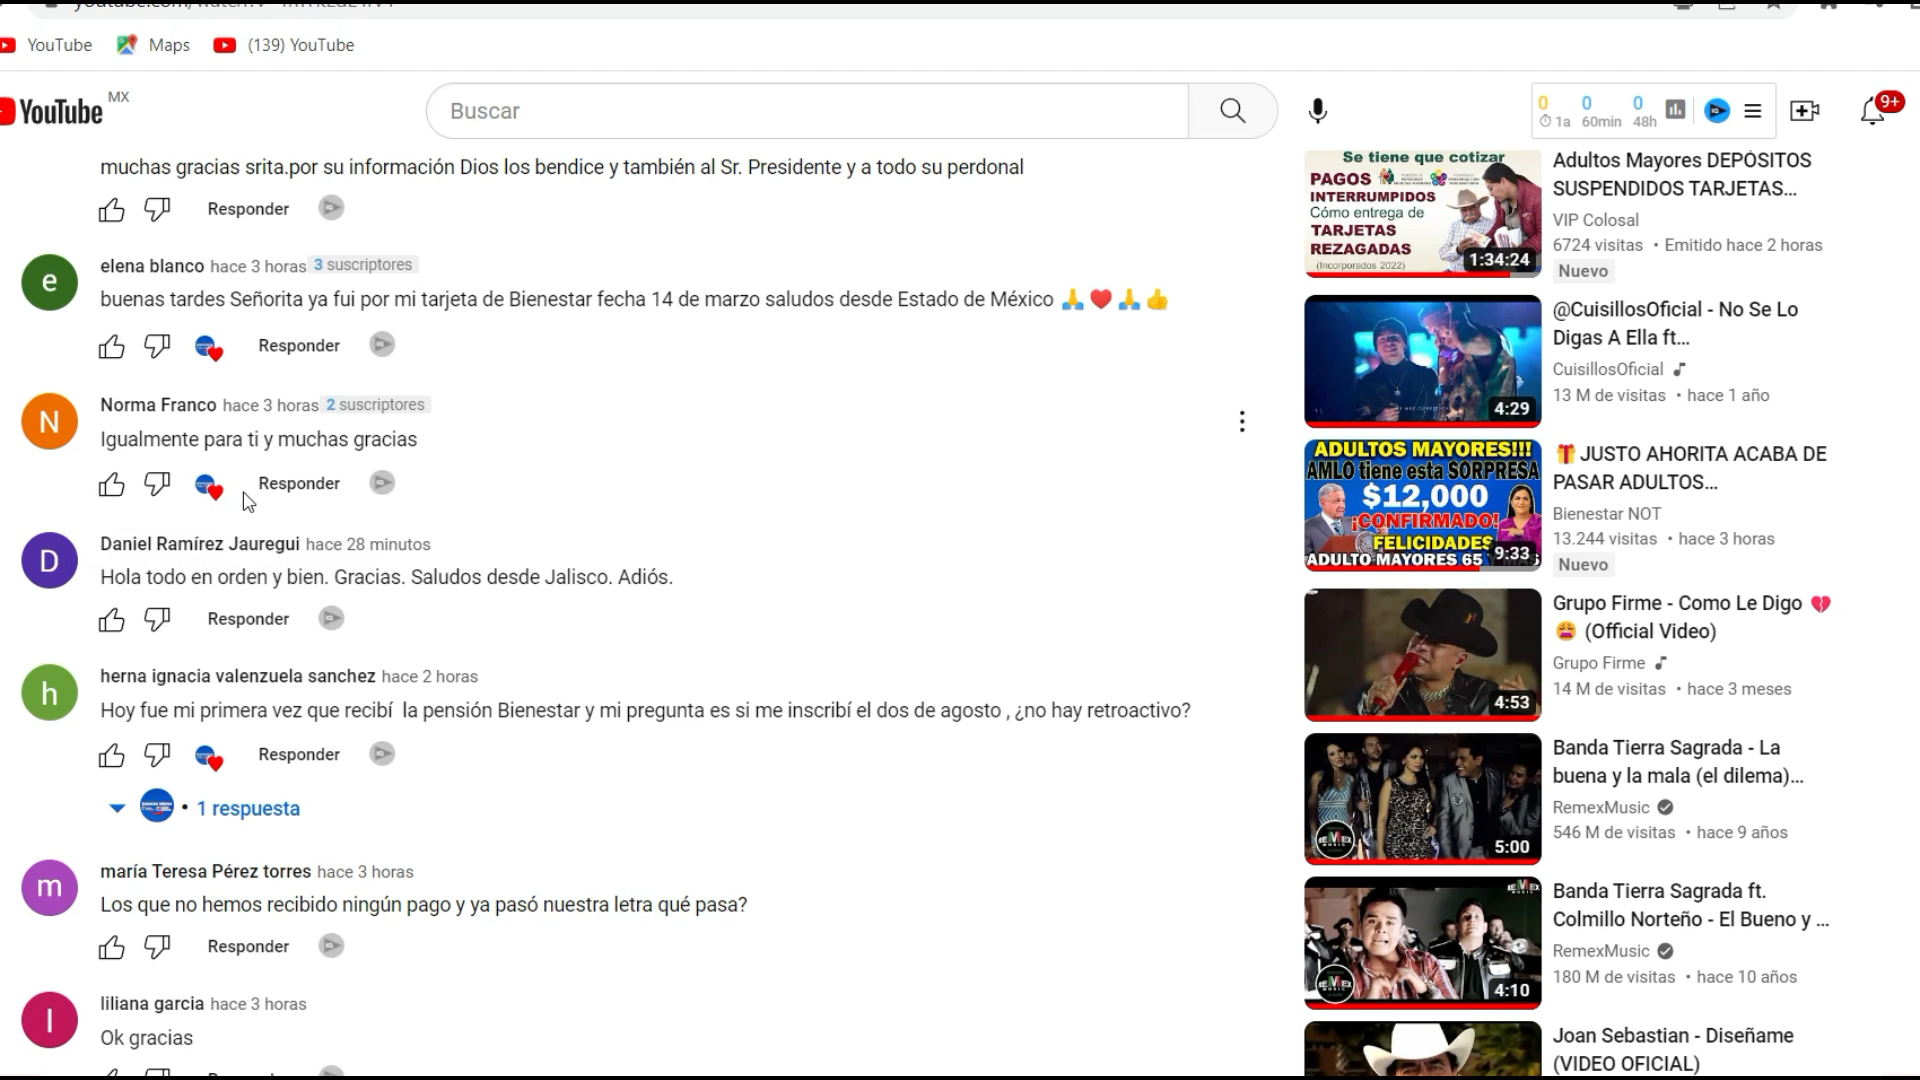 YouTube
Maps
(139) YouTube
YouTube MX
Buscar
0 0 0
1a 60min 48h
9+
muchas gracias srita.por su información Dios los bendice y también al Sr. Presidente y a todo su perdonal
Responder
e
elena blanco hace 3 horas 3 suscriptores
buenas tardes Señorita ya fui por mi tarjeta de Bienestar fecha 14 de marzo saludos desde Estado de México 🙏❤️🙏👍
Responder
N
Norma Franco hace 3 horas 2 suscriptores
Igualmente para ti y muchas gracias
Responder
D
Daniel Ramírez Jauregui hace 28 minutos
Hola todo en orden y bien. Gracias. Saludos desde Jalisco. Adiós.
Responder
h
herna ignacia valenzuela sanchez hace 2 horas
Hoy fue mi primera vez que recibí la pensión Bienestar y mi pregunta es si me inscribí el dos de agosto , ¿no hay retroactivo?
Responder
• 1 respuesta
m
maría Teresa Pérez torres hace 3 horas
Los que no hemos recibido ningún pago y ya pasó nuestra letra qué pasa?
Responder
l
liliana garcia hace 3 horas
Ok gracias
Se tiene que cotizar
PAGOS
INTERRUMPIDOS
Cómo entrega de
TARJETAS
REZAGADAS
(Incorporados 2022)
1:34:24
Adultos Mayores DEPÓSITOS
SUSPENDIDOS TARJETAS...
VIP Colosal
6724 visitas • Emitido hace 2 horas
Nuevo
4:29
@CuisillosOficial - No Se Lo
Digas A Ella ft...
CuisillosOficial
13 M de visitas • hace 1 año
ADULTOS MAYORES!!!
AMLO tiene esta SORPRESA
$12,000
¡CONFIRMADO!
FELICIDADES
ADULTO MAYORES 65
9:33
🎁JUSTO AHORITA ACABA DE
PASAR ADULTOS...
Bienestar NOT
13.244 visitas • hace 3 horas
Nuevo
4:53
Grupo Firme - Como Le Digo 💔
😩 (Official Video)
Grupo Firme
14 M de visitas • hace 3 meses
5:00
Banda Tierra Sagrada - La
buena y la mala (el dilema)...
RemexMusic
546 M de visitas • hace 9 años
4:10
Banda Tierra Sagrada ft.
Colmillo Norteño - El Bueno y ...
RemexMusic
180 M de visitas • hace 10 años
Joan Sebastian - Diseñame
(VIDEO OFICIAL)